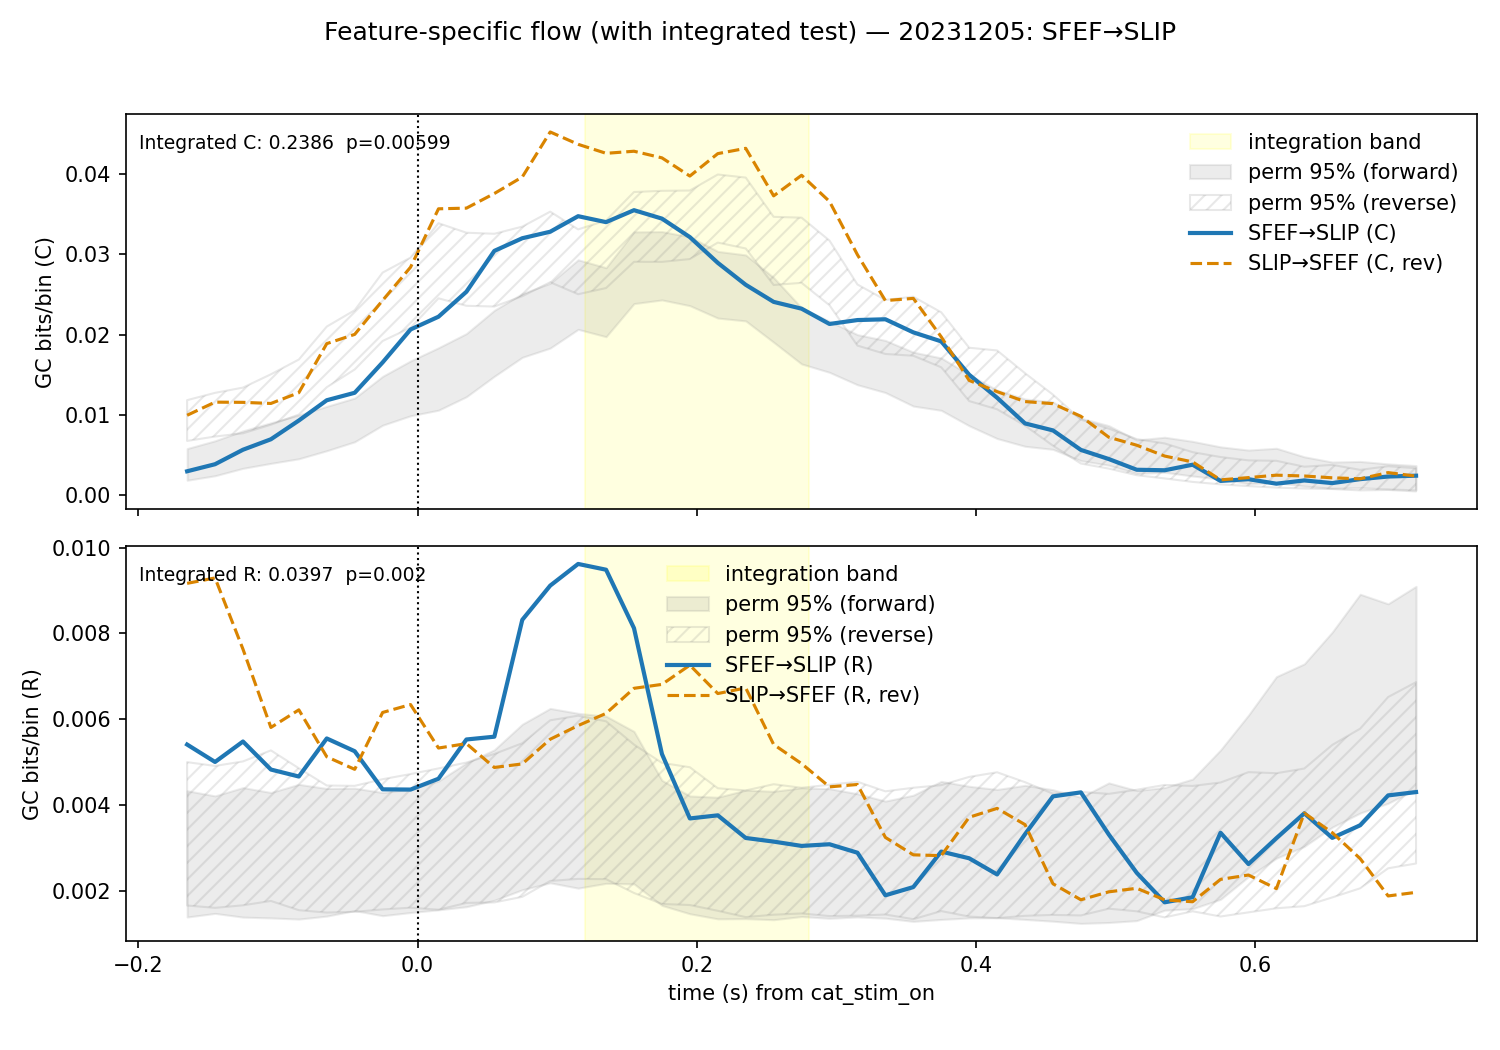 Feature-specific flow (with integrated test) — 20231205: SFEF→SLIP
Integrated C: 0.2386  p=0.00599
integration band
perm 95% (forward)
perm 95% (reverse)
SFEF→SLIP (C)
SLIP→SFEF (C, rev)
GC bits/bin (C)
0.04
0.03
0.02
0.01
0.00
Integrated R: 0.0397  p=0.002
integration band
perm 95% (forward)
perm 95% (reverse)
SFEF→SLIP (R)
SLIP→SFEF (R, rev)
GC bits/bin (R)
0.010
0.008
0.006
0.004
0.002
−0.2 0.0 0.2 0.4 0.6
time (s) from cat_stim_on